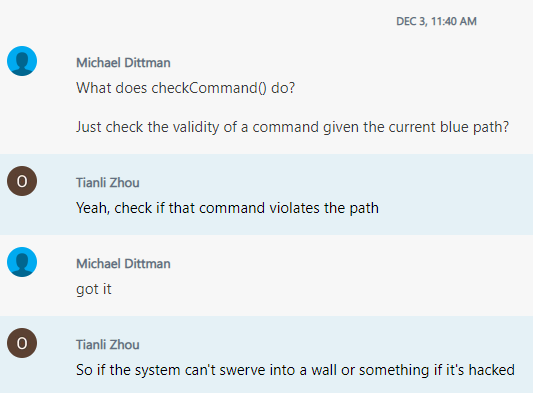 DEC 3, 11:40 AM
Michael Dittman
What does checkCommand() do?
Just check the validity of a command given the current blue path?
O
Tianli Zhou
Yeah, check if that command violates the path
Michael Dittman
got it
O
Tianli Zhou
So if the system can't swerve into a wall or something if it's hacked